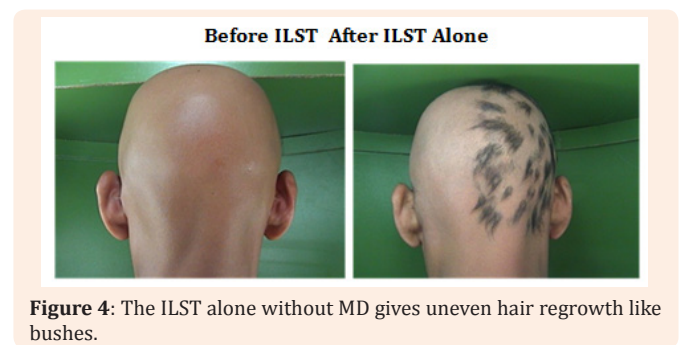 Before ILST After ILST Alone
Figure 4: The ILST alone without MD gives uneven hair regrowth like
bushes.